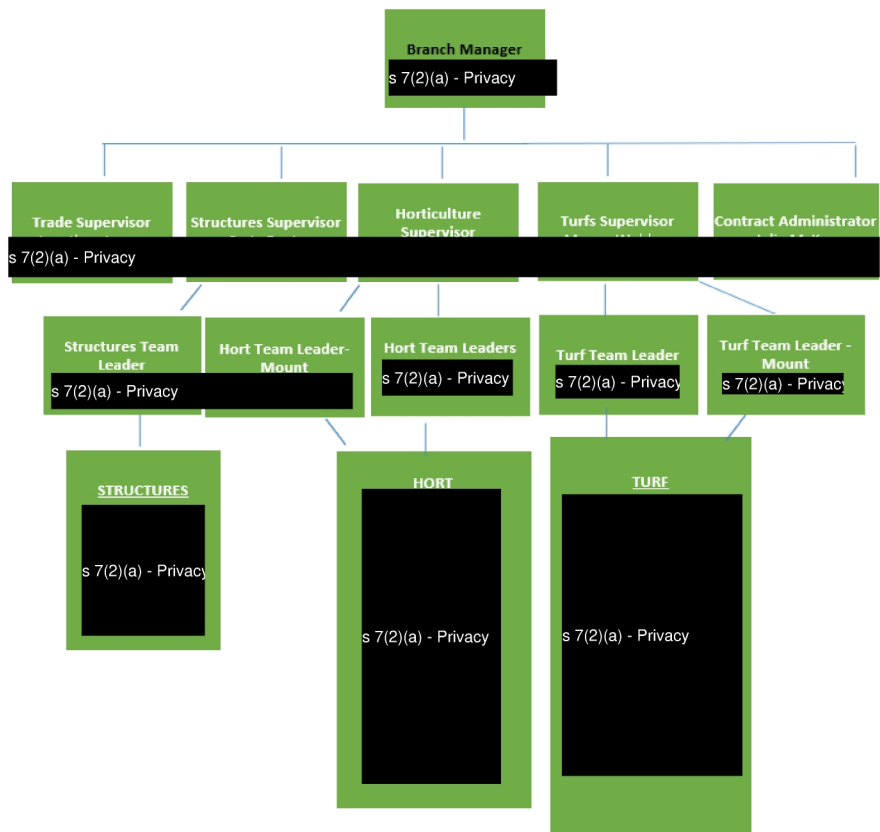 Branch Manager
s 7(2)(a) - Privacy
Trade Supervisor
Structures Supervisor
Horticulture
Supervisor
Turfs Supervisor
Contract Administrator
s 7(2)(a) - Privacy
Structures Team
Leader
s 7(2)(a) - Privacy
Hort Team Leader-
Mount
Hort Team Leaders
s 7(2)(a) - Privacy
Turf Team Leader
s 7(2)(a) - Privacy
Turf Team Leader -
Mount
s 7(2)(a) - Privacy
STRUCTURES
s 7(2)(a) - Privacy
HORT
s 7(2)(a) - Privacy
TURF
s 7(2)(a) - Privacy